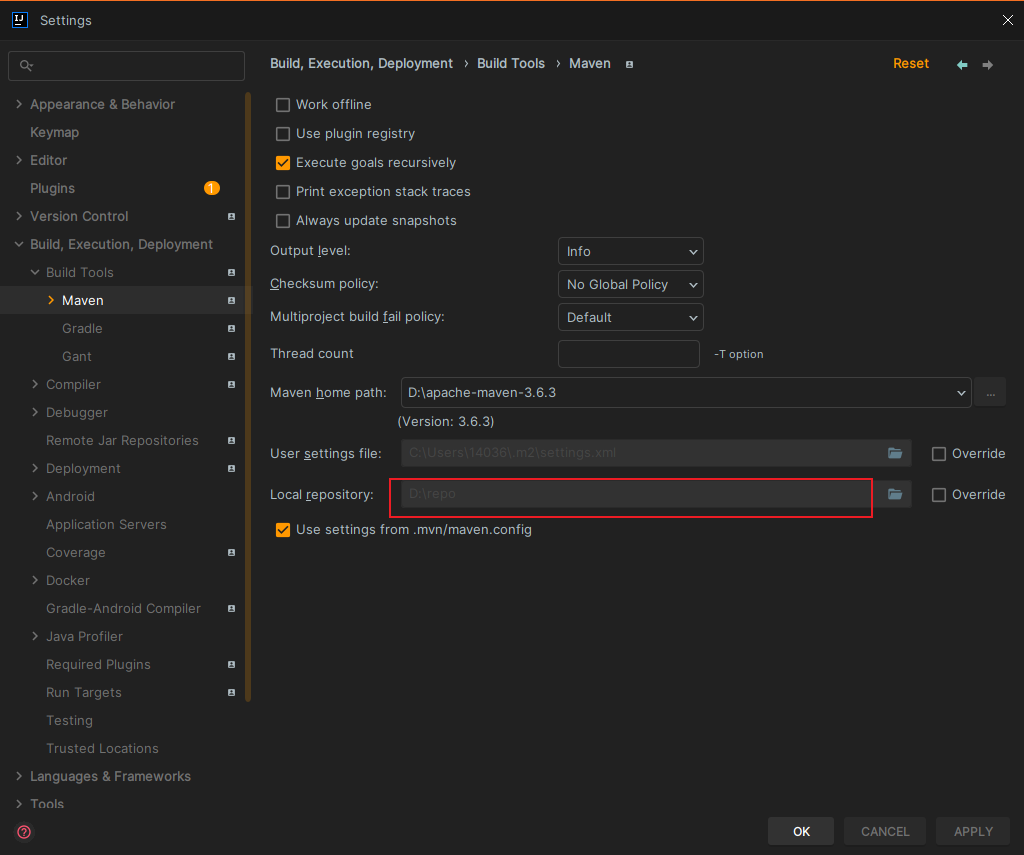 Settings
Build, Execution, Deployment › Build Tools › Maven
Reset
Appearance & Behavior
Keymap
Editor
Plugins
1
Version Control
Build, Execution, Deployment
Build Tools
Maven
Gradle
Gant
Compiler
Debugger
Remote Jar Repositories
Deployment
Android
Application Servers
Coverage
Docker
Gradle-Android Compiler
Java Profiler
Required Plugins
Run Targets
Testing
Trusted Locations
Languages & Frameworks
Tools
Work offline
Use plugin registry
Execute goals recursively
Print exception stack traces
Always update snapshots
Output level: Info
Checksum policy: No Global Policy
Multiproject build fail policy: Default
Thread count -T option
Maven home path: D:\apache-maven-3.6.3 ...
(Version: 3.6.3)
User settings file: C:\Users\14036\.m2\settings.xml Override
Local repository: D:\repo Override
Use settings from .mvn/maven.config
? OK CANCEL APPLY